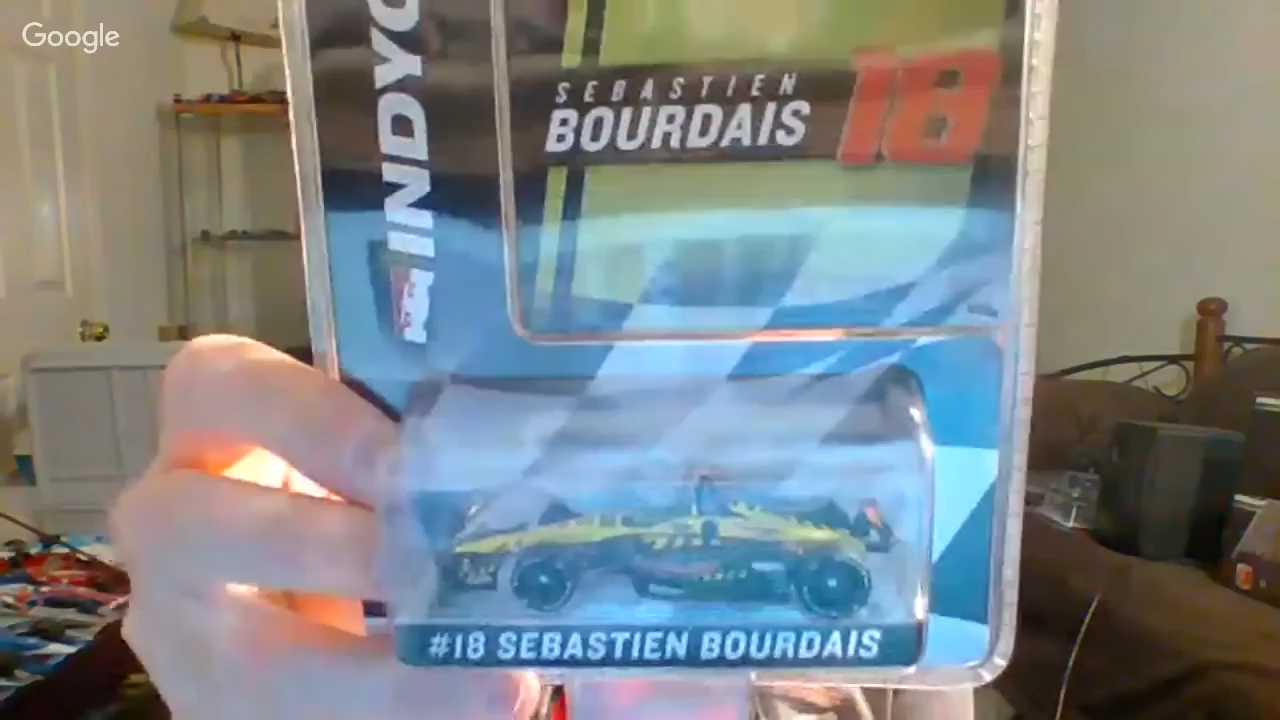 Google
INDYC
SEBASTIEN
BOURDAIS
18
#18 SEBASTIEN BOURDAIS